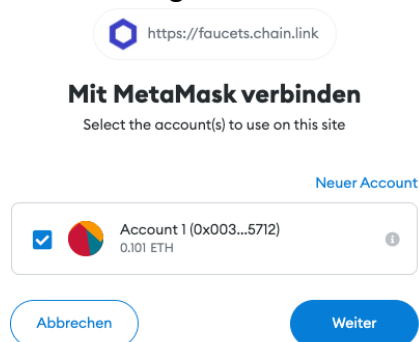 https://faucets.chain.link
Mit MetaMask verbinden
Select the account(s) to use on this site
Neuer Account
Account 1 (0x003...5712)
0.101 ETH
Abbrechen
Weiter